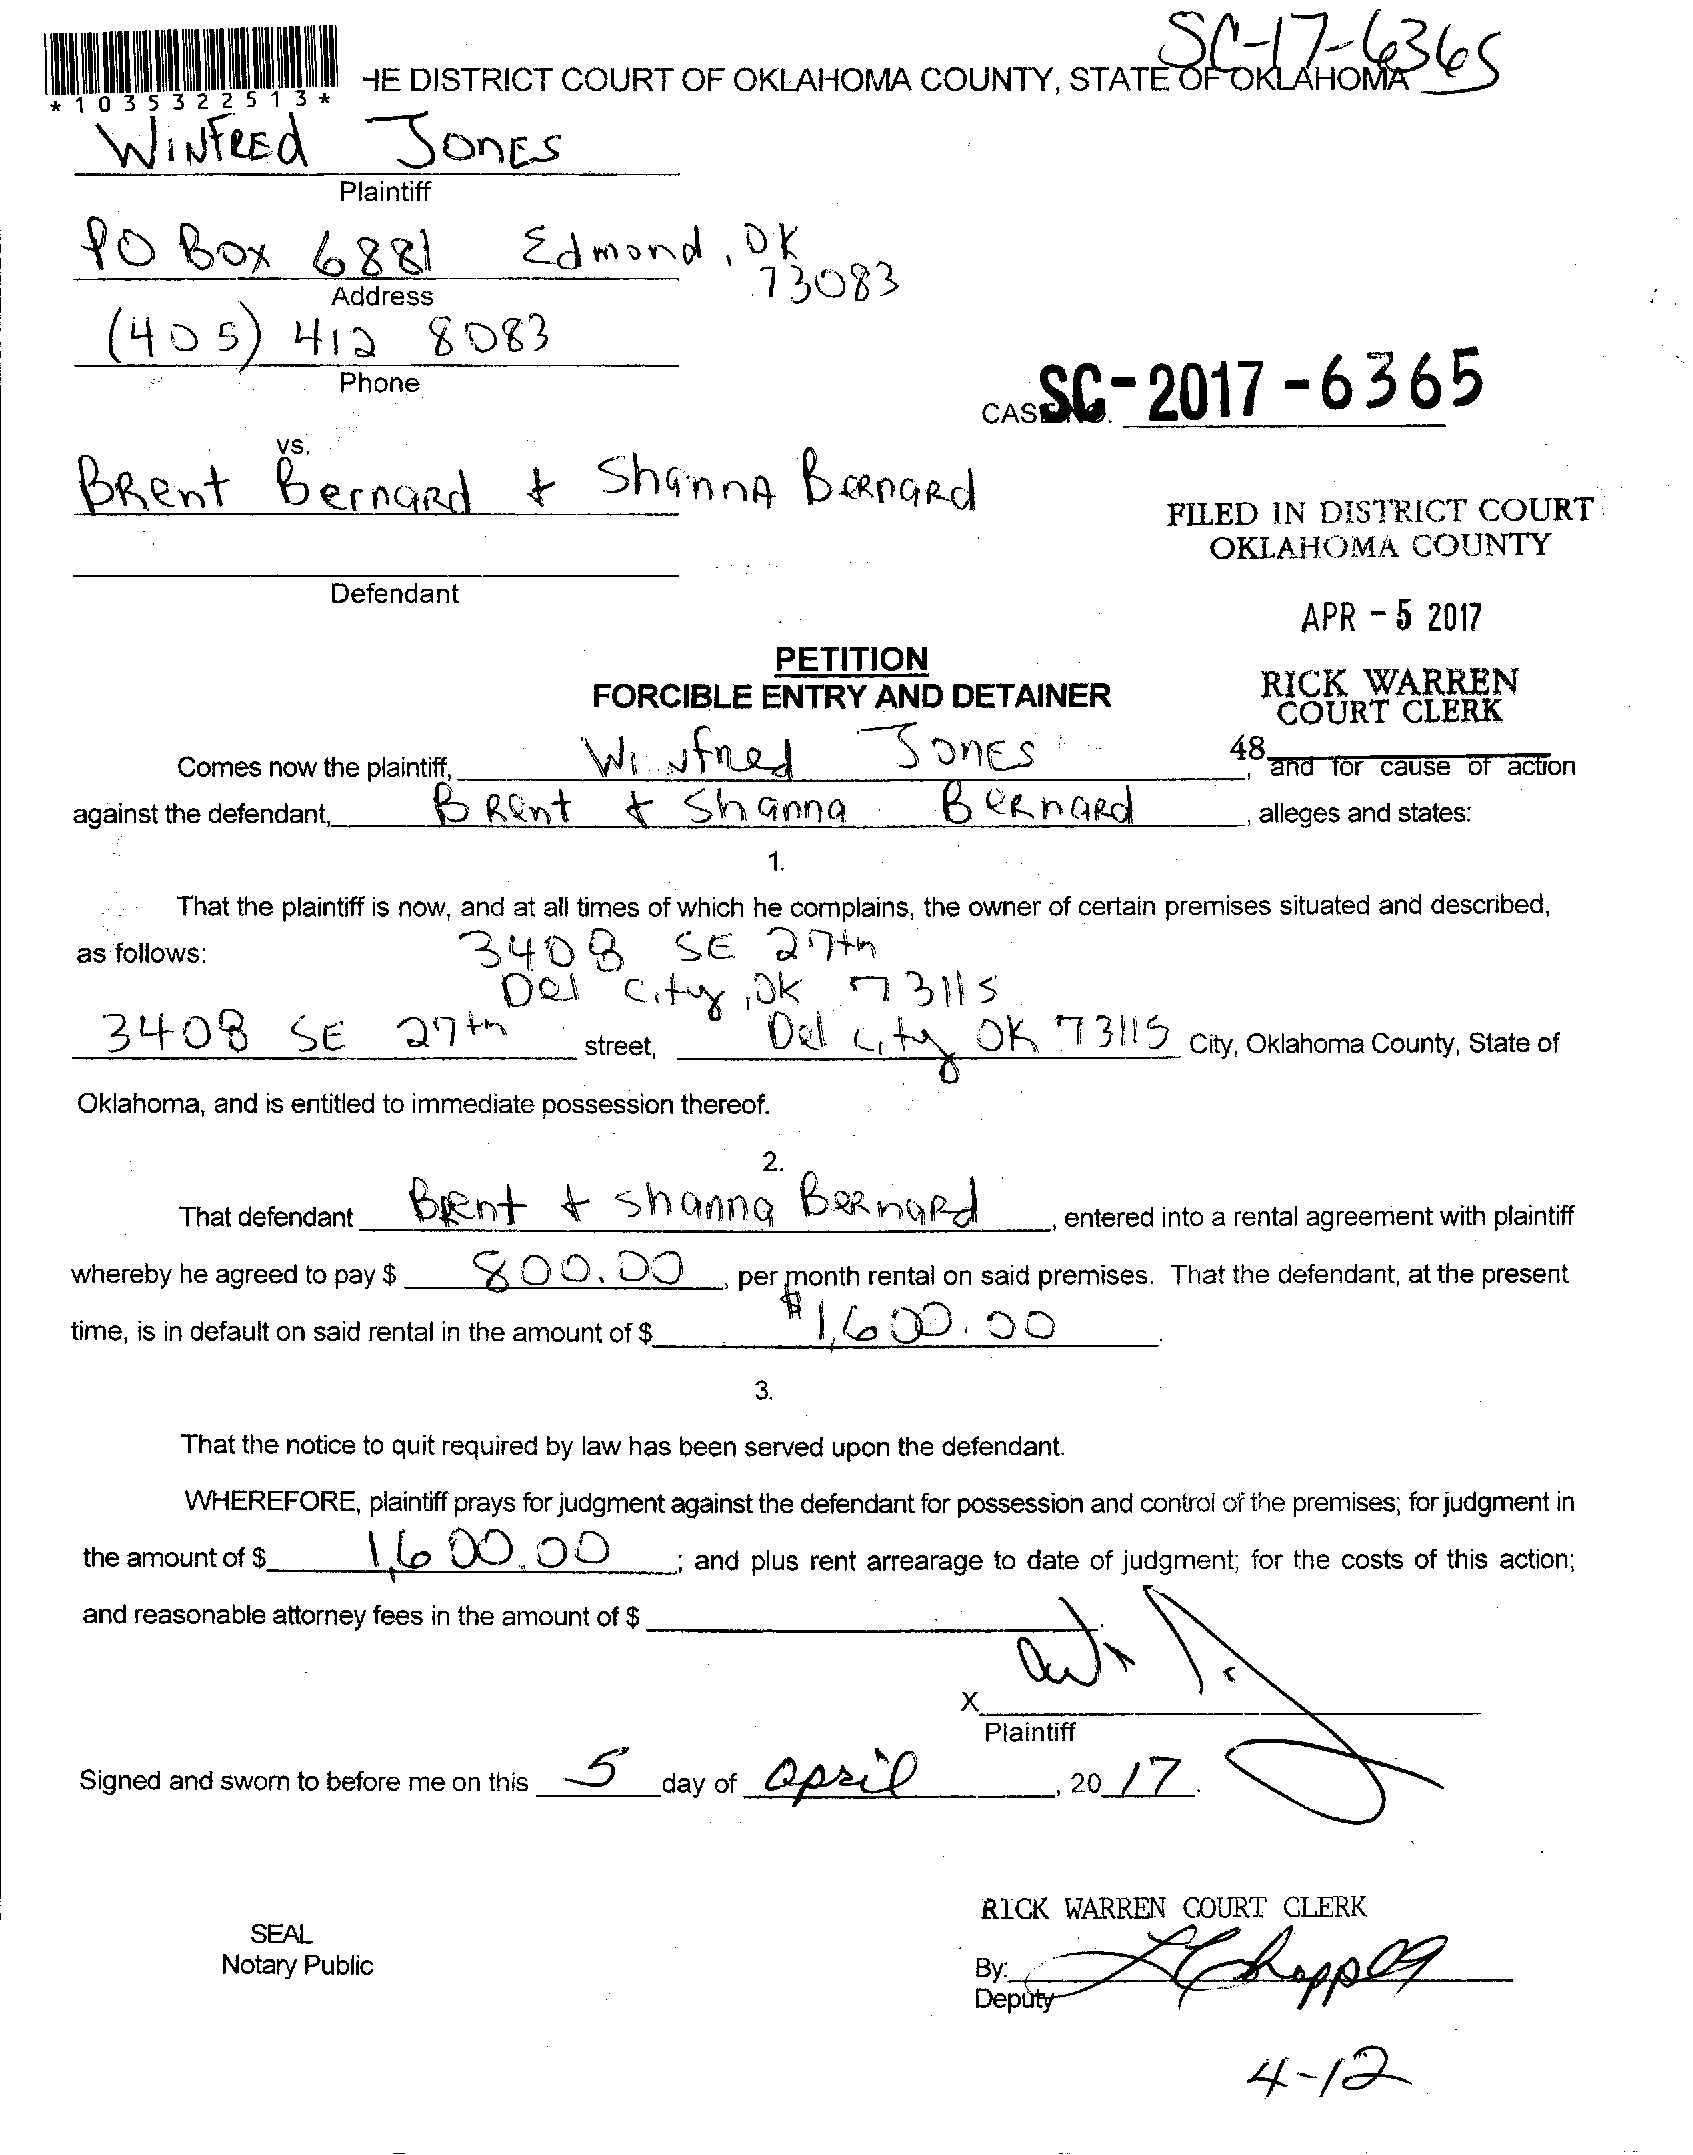 SC-17-6365
HE DISTRICT COURT OF OKLAHOMA COUNTY, STATE OF OKLAHOMA
*1035322513*
Winfred Jones
Plaintiff
PO Box 6881 Edmond, OK
73083
Address
(405) 412 8083
Phone
CASE NO. SC-2017-6365
vs.
Brent Bernard & Shanna Bernard
FILED IN DISTRICT COURT
OKLAHOMA COUNTY
Defendant
APR - 5 2017
PETITION
FORCIBLE ENTRY AND DETAINER
RICK WARREN
COURT CLERK
48
Comes now the plaintiff, Winfred Jones, and for cause of action
against the defendant, Brent & Shanna Bernard, alleges and states:
1.
That the plaintiff is now, and at all times of which he complains, the owner of certain premises situated and described,
as follows: 3408 SE 27th
Del City, OK 73115
3408 SE 27th street, Del City OK 73115 City, Oklahoma County, State of
Oklahoma, and is entitled to immediate possession thereof.
2.
That defendant Brent & Shanna Bernard, entered into a rental agreement with plaintiff
whereby he agreed to pay $ 800.00, per month rental on said premises. That the defendant, at the present
time, is in default on said rental in the amount of $ $1,600.00.
3.
That the notice to quit required by law has been served upon the defendant.
WHEREFORE, plaintiff prays for judgment against the defendant for possession and control of the premises; for judgment in
the amount of $ 1,600.00; and plus rent arrearage to date of judgment; for the costs of this action;
and reasonable attorney fees in the amount of $
X
Plaintiff
Signed and sworn to before me on this 5 day of April, 2017.
RICK WARREN COURT CLERK
SEAL
Notary Public
By:
Deputy
4-12